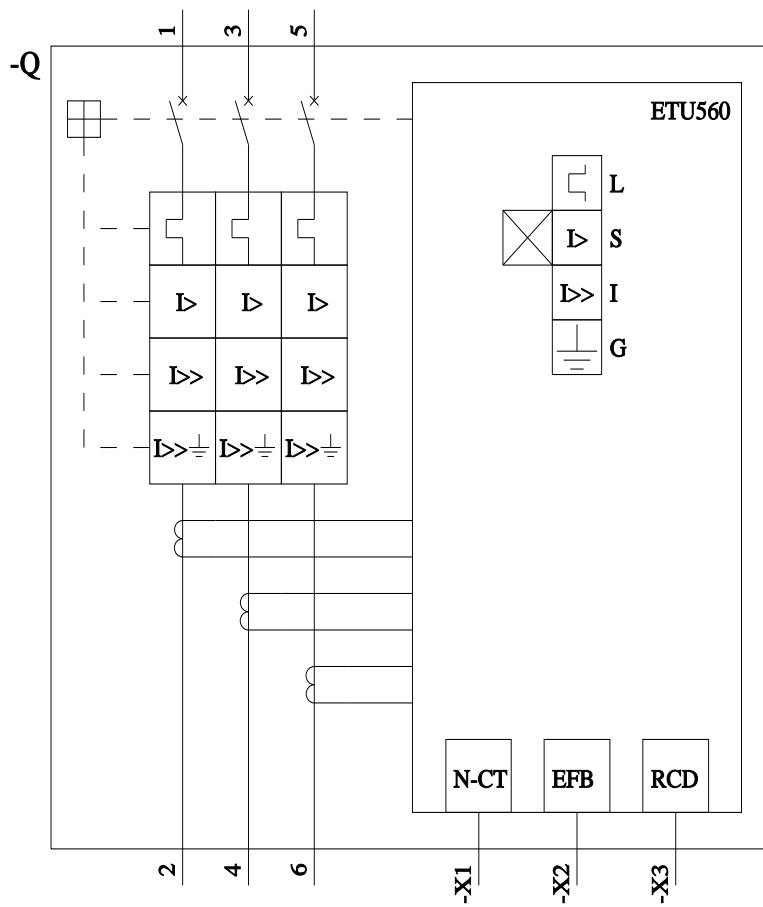 1 3 5
-Q
ETU560
L
I> S
I>> I
G
I> I> I>
I>> I>> I>>
I>> I>> I>>
N-CT EFB RCD
2 4 6 -X1 -X2 -X3